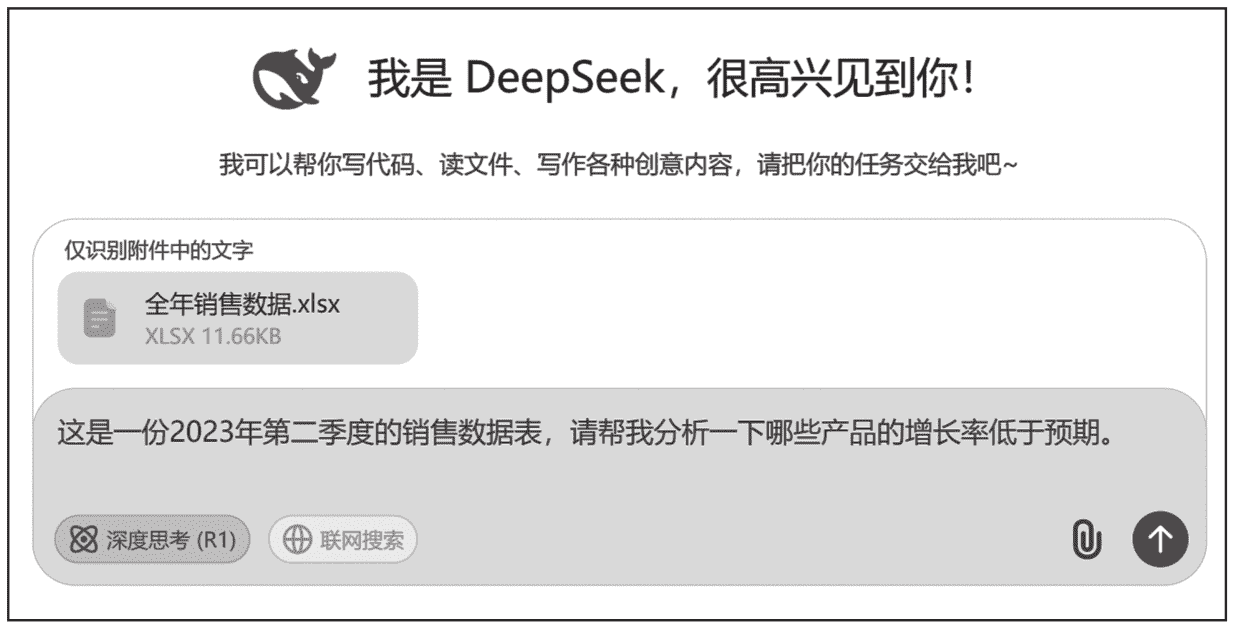 我是 DeepSeek，很高兴见到你！
我可以帮你写代码、读文件、写作各种创意内容，请把你的任务交给我吧~
仅识别附件中的文字
全年销售数据.xlsx
XLSX 11.66KB
这是一份2023年第二季度的销售数据表，请帮我分析一下哪些产品的增长率低于预期。
深度思考 (R1)
联网搜索